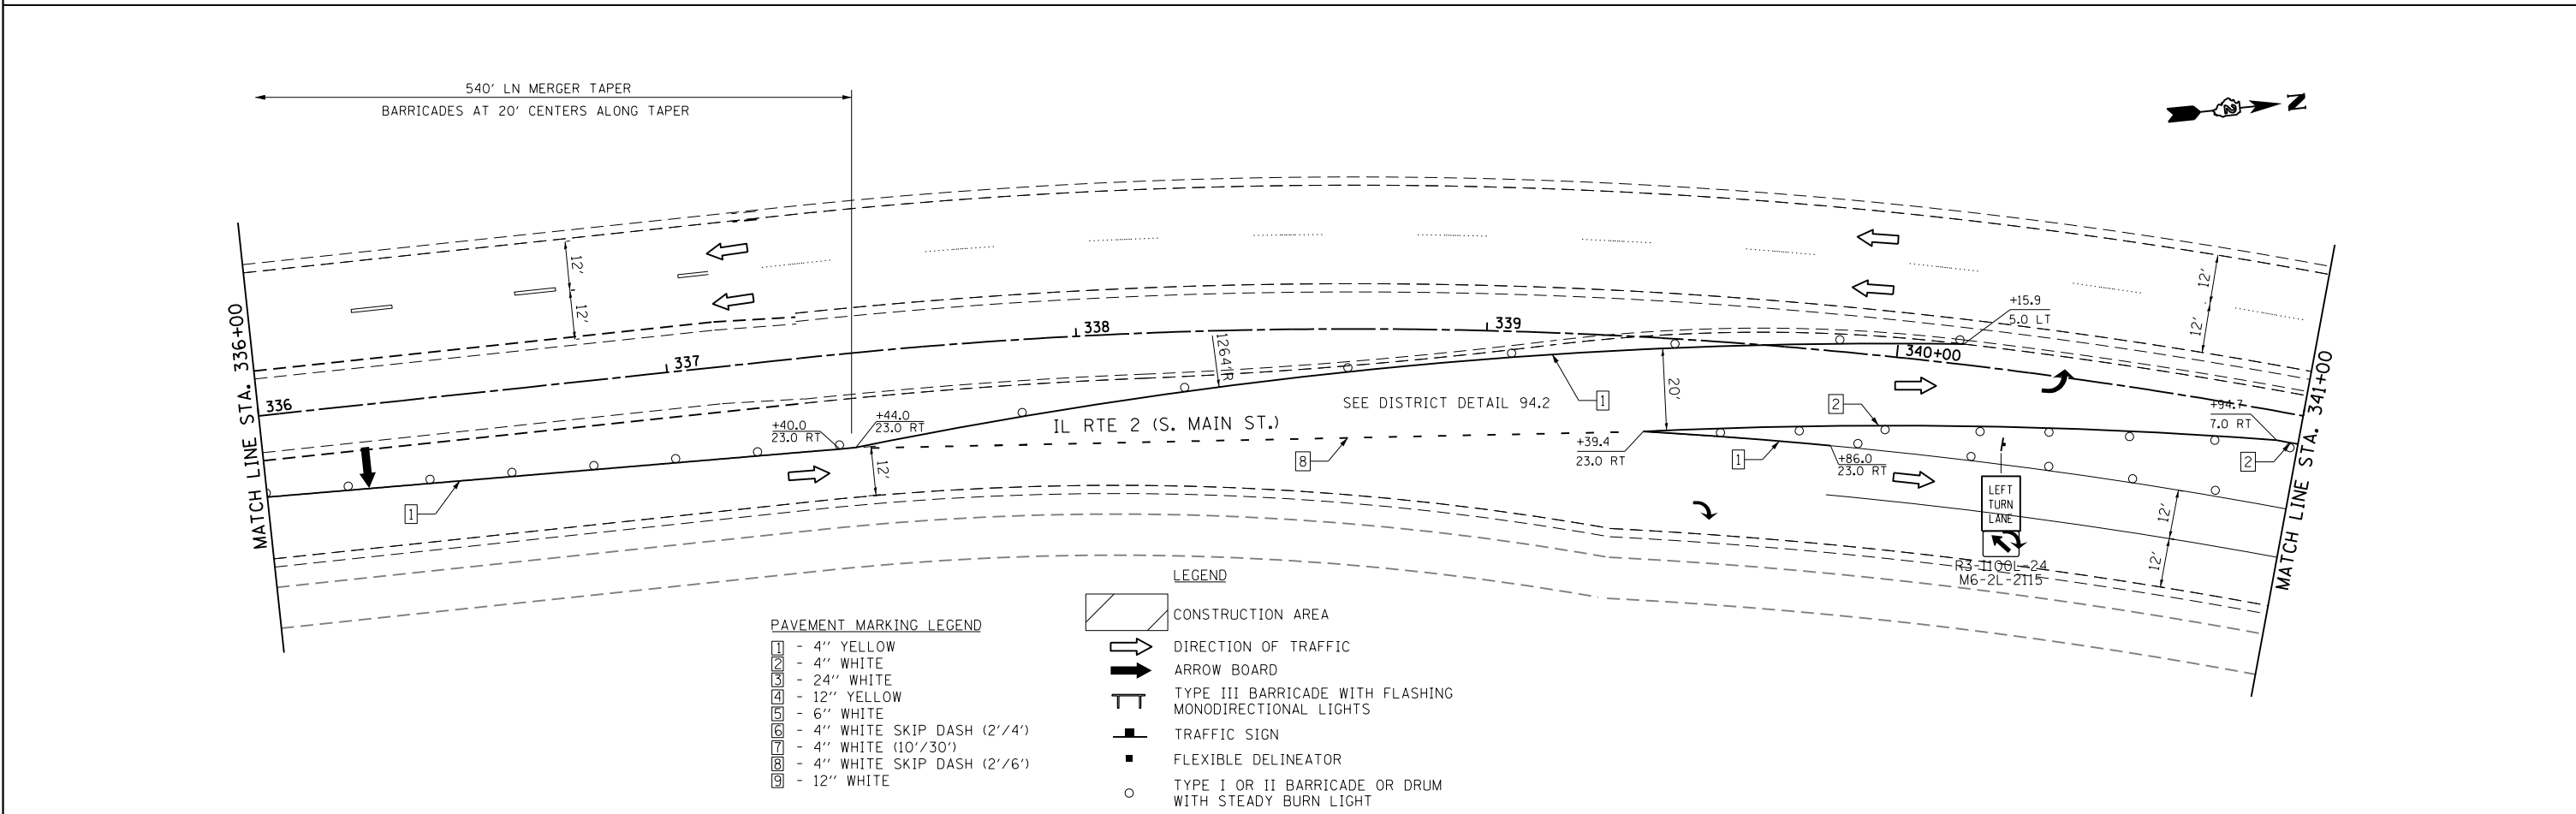 540' LN MERGER TAPER
BARRICADES AT 20' CENTERS ALONG TAPER
N
MATCH LINE STA. 336+00
336
337
338
339
340+00
MATCH LINE STA. 341+00
12'
12'
1264'R
+15.9
5.0 LT
12'
12'
20'
SEE DISTRICT DETAIL 94.2
1
2
+94.7
7.0 RT
+40.0
23.0 RT
+44.0
23.0 RT
IL RTE 2 (S. MAIN ST.)
+39.4
23.0 RT
8
1
+86.0
23.0 RT
2
12'
1
LEFT
TURN
LANE
12'
12'
R3-I100L-24
M6-2L-2115
LEGEND
CONSTRUCTION AREA
DIRECTION OF TRAFFIC
ARROW BOARD
TYPE III BARRICADE WITH FLASHING
MONODIRECTIONAL LIGHTS
TRAFFIC SIGN
FLEXIBLE DELINEATOR
TYPE I OR II BARRICADE OR DRUM
WITH STEADY BURN LIGHT
PAVEMENT MARKING LEGEND
1 - 4'' YELLOW
2 - 4'' WHITE
3 - 24'' WHITE
4 - 12'' YELLOW
5 - 6'' WHITE
6 - 4'' WHITE SKIP DASH (2'/4')
7 - 4'' WHITE (10'/30')
8 - 4'' WHITE SKIP DASH (2'/6')
9 - 12'' WHITE